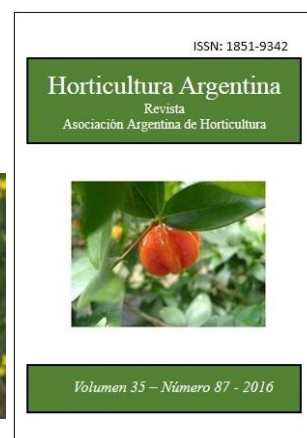 ISSN: 1851-9342
Horticultura Argentina
Revista
Asociación Argentina de Horticultura
Volumen 35 – Número 87 - 2016